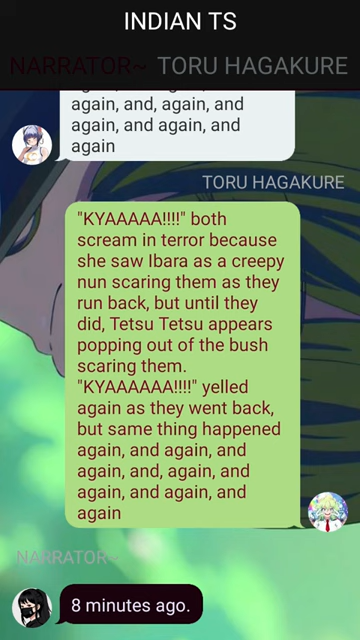 INDIAN TS
NARRATOR~ TORU HAGAKURE
again, and, again, and
again, and again, and
again
TORU HAGAKURE
"KYAAAAA!!!!" both
scream in terror because
she saw Ibara as a creepy
nun scaring them as they
run back, but until they
did, Tetsu Tetsu appears
popping out of the bush
scaring them.
"KYAAAAAA!!!!" yelled
again as they went back,
but same thing happened
again, and again, and
again, and, again, and
again, and again, and
again
NARRATOR~
8 minutes ago.